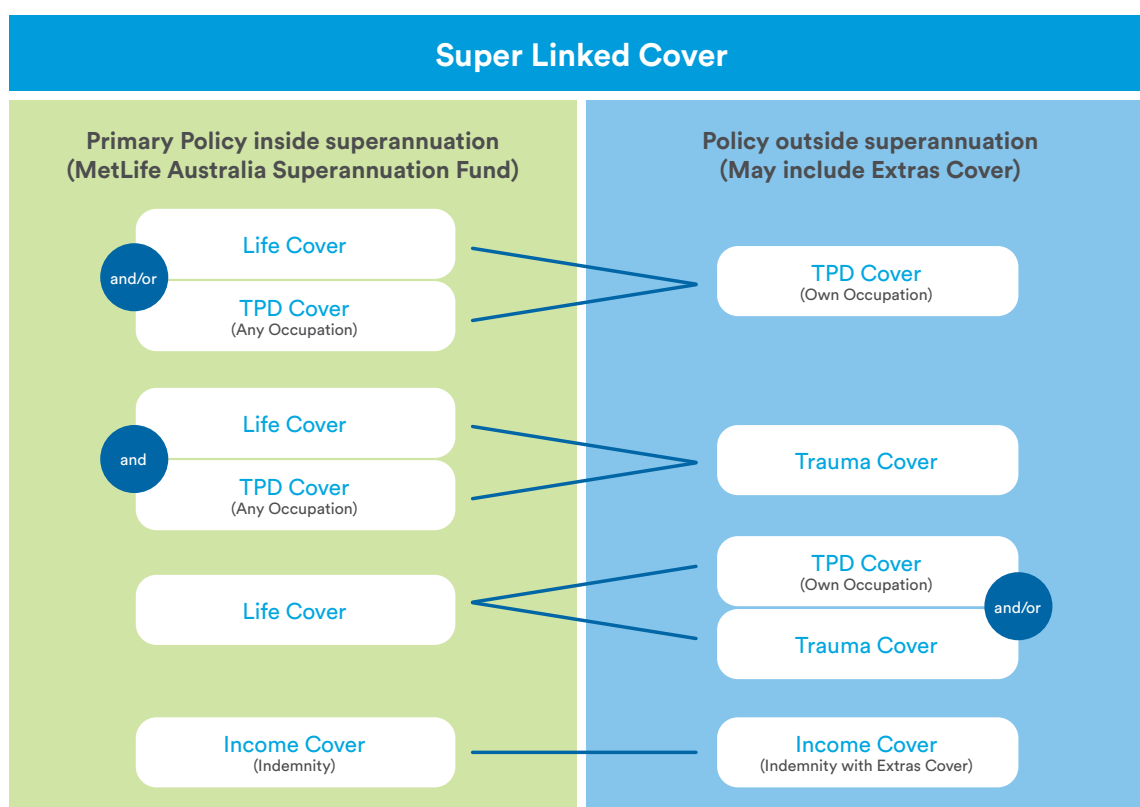 Super Linked Cover
Primary Policy inside superannuation
(MetLife Australia Superannuation Fund)
Policy outside superannuation
(May include Extras Cover)
Life Cover
and/or
TPD Cover
(Any Occupation)
TPD Cover
(Own Occupation)
Life Cover
and
TPD Cover
(Any Occupation)
Trauma Cover
Life Cover
TPD Cover
(Own Occupation)
and/or
Trauma Cover
Income Cover
(Indemnity)
Income Cover
(Indemnity with Extras Cover)